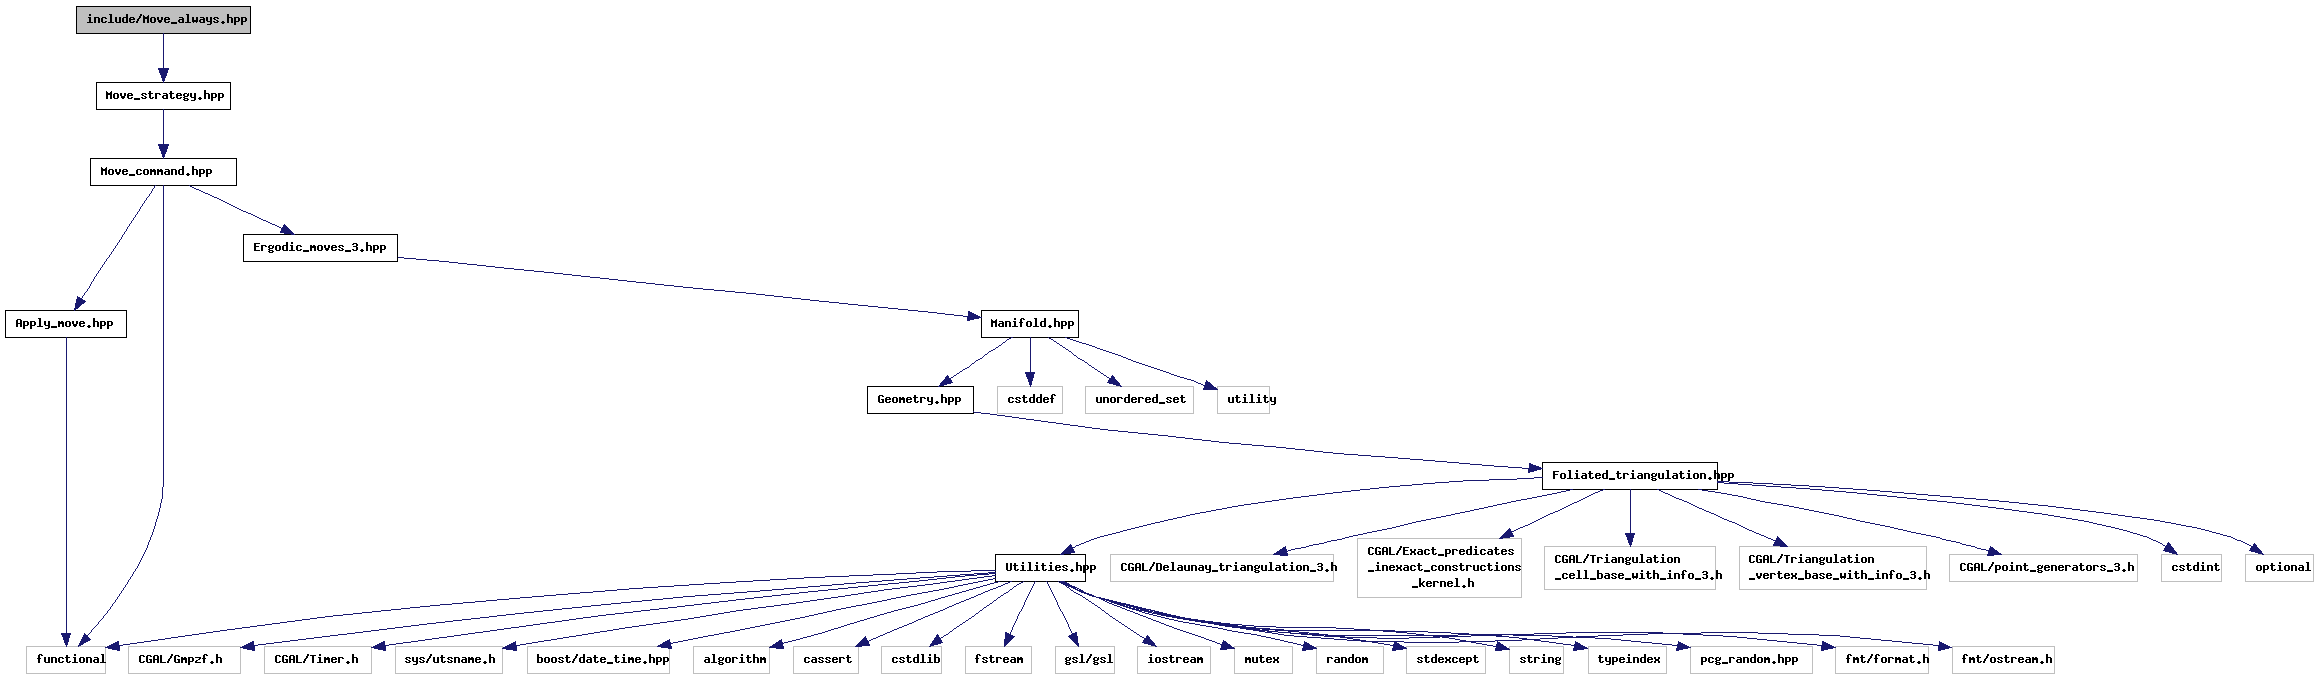 include/Move_always.hpp
Move_strategy.hpp
Move_command.hpp
Ergodic_moves_3.hpp
Apply_move.hpp
Manifold.hpp
Geometry.hpp
cstddef
unordered_set
utility
Foliated_triangulation.hpp
Utilities.hpp
CGAL/Delaunay_triangulation_3.h
CGAL/Exact_predicates
_inexact_constructions
_kernel.h
CGAL/Triangulation
_cell_base_with_info_3.h
CGAL/Triangulation
_vertex_base_with_info_3.h
CGAL/point_generators_3.h
cstdint
optional
functional
CGAL/Gmpzf.h
CGAL/Timer.h
sys/utsname.h
boost/date_time.hpp
algorithm
cassert
cstdlib
fstream
gsl/gsl
iostream
mutex
random
stdexcept
string
typeindex
pcg_random.hpp
fmt/format.h
fmt/ostream.h